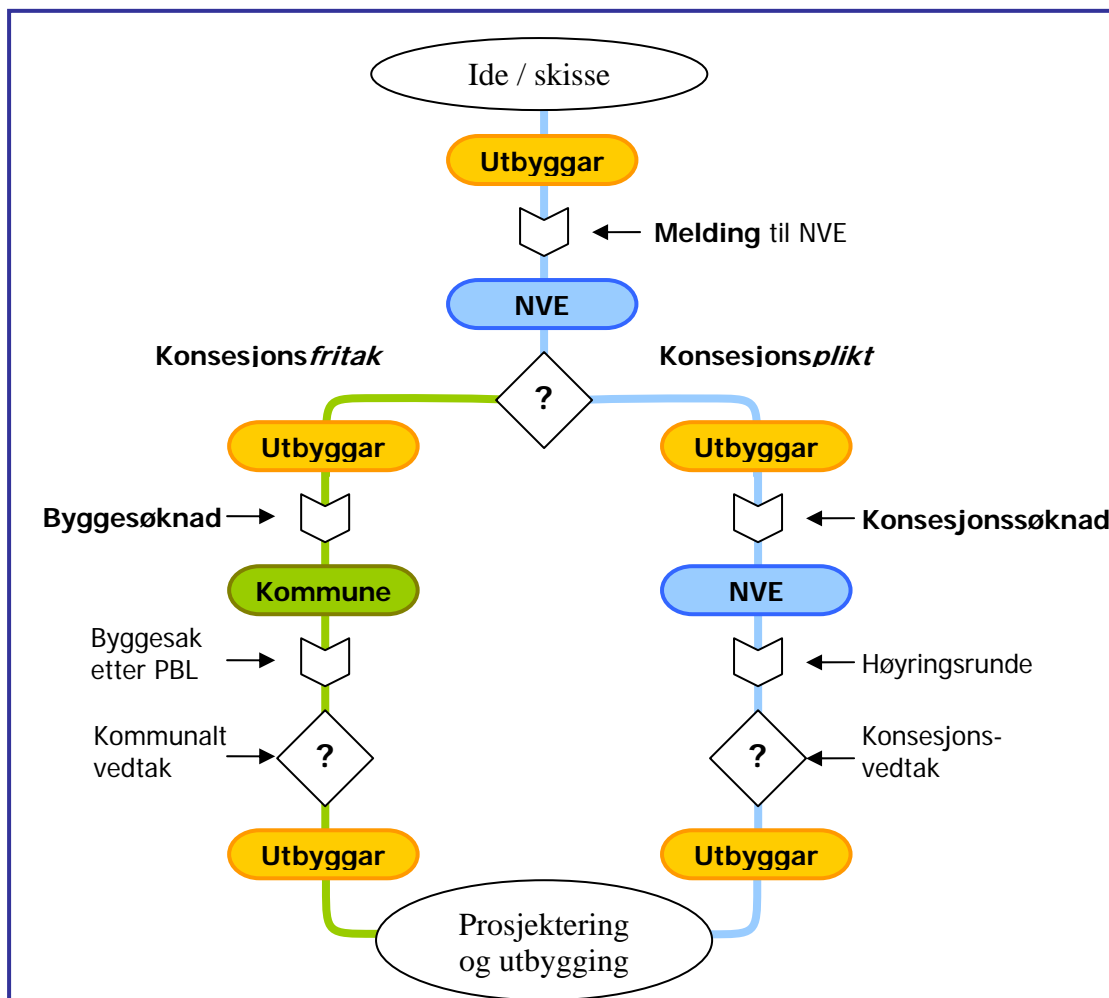 Ide / skisse
Utbyggar
Melding til NVE
NVE
Konsesjonsfritak
Konsesjonsplikt
?
Utbyggar
Utbyggar
Byggesøknad
Konsesjonssøknad
Kommune
NVE
Byggesak
etter PBL
Høyringsrunde
Kommunalt
vedtak
?
?
Konsesjons-
vedtak
Utbyggar
Utbyggar
Prosjektering
og utbygging